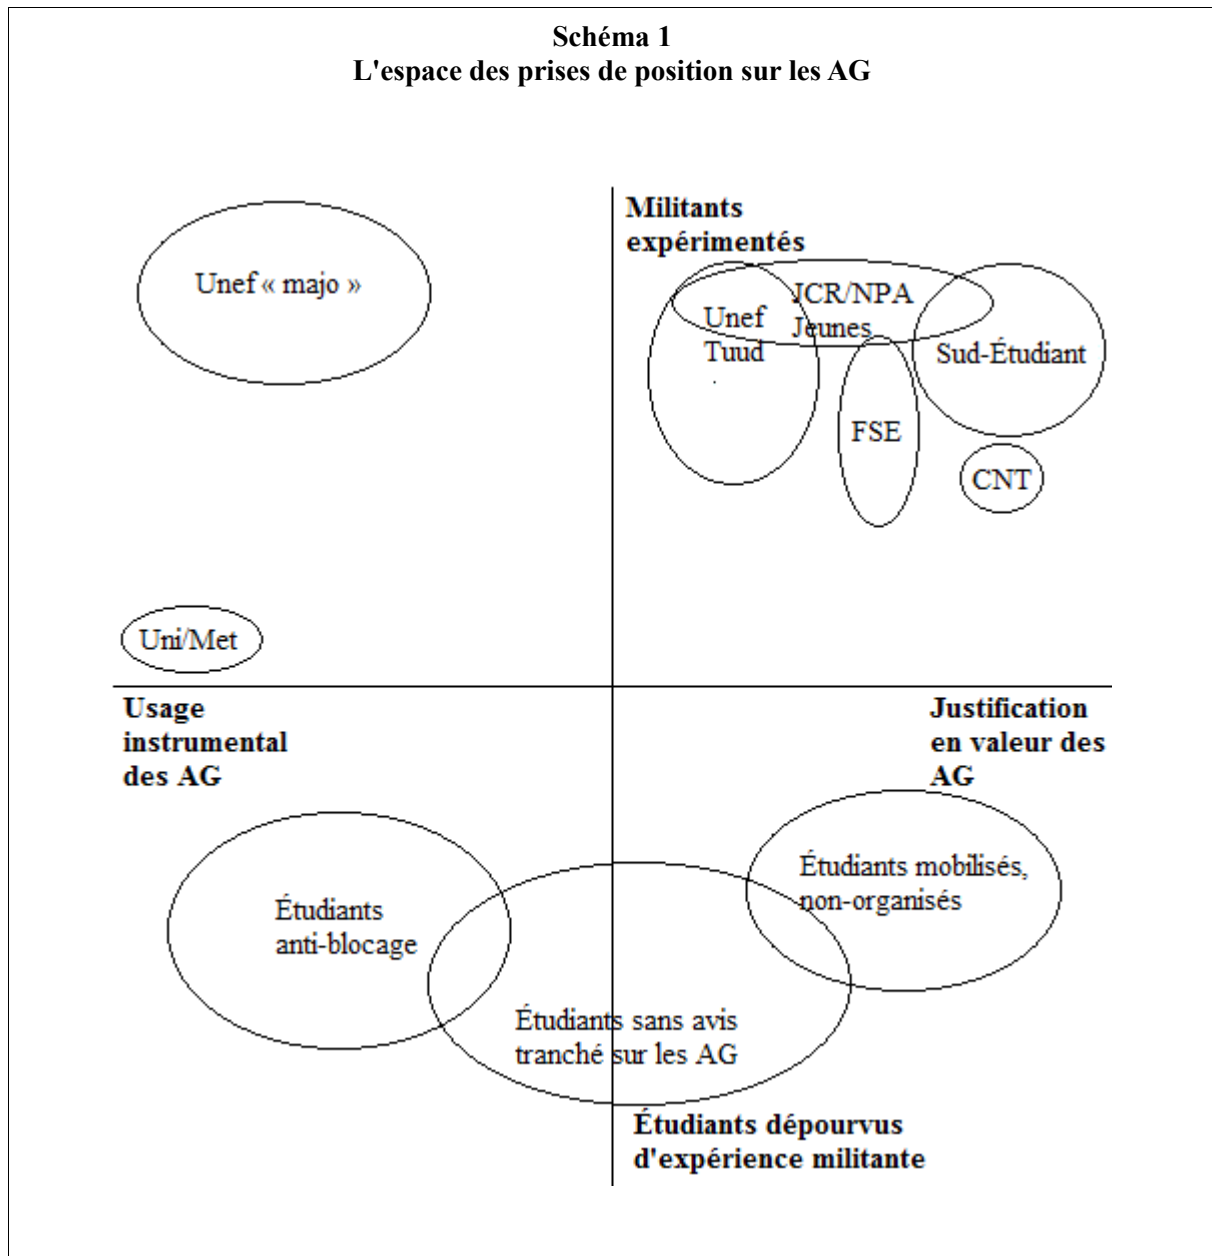 Schéma 1
L'espace des prises de position sur les AG
Militants
expérimentés
Unef « majo »
JCR/NPA
Jeunes
Unef
Tuud
Sud-Étudiant
FSE
CNT
Uni/Met
Usage
instrumental
des AG
Justification
en valeur des
AG
Étudiants mobilisés,
non-organisés
Étudiants
anti-blocage
Étudiants sans avis
tranché sur les AG
Étudiants dépourvus
d'expérience militante